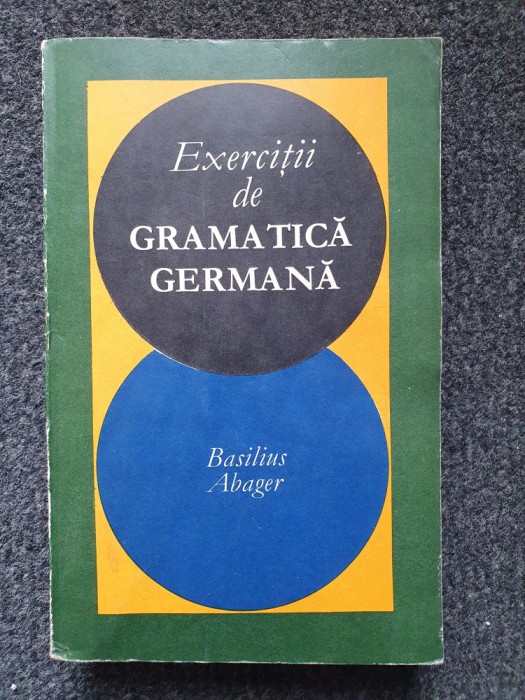 Exerciții
de
GRAMATICĂ
GERMANĂ
Basilius
Abager